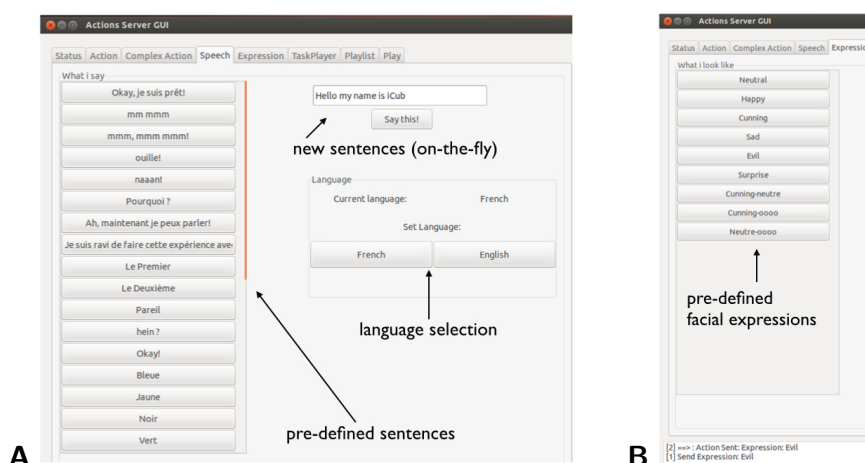 Actions Server GUI
Status Action Complex Action Speech Expression TaskPlayer Playlist Play
What i say
Okay, je suis prêt!
mm mmm
mmm, mmm mmm!
ouille!
naaan!
Pourquoi ?
Ah, maintenant je peux parler!
Je suis ravi de faire cette expérience avec
Le Premier
Le Deuxième
Pareil
hein ?
Okay!
Bleue
Jaune
Noir
Vert
Hello my name is iCub
Say this!
new sentences (on-the-fly)
Language
Current language: French
Set Language:
French English
language selection
pre-defined sentences
A
Actions Server GUI
Status Action Complex Action Speech Expression
What i look like
Neutral
Happy
Cunning
Sad
Evil
Surprise
Cunning-neutre
Cunning-oooo
Neutre-oooo
pre-defined
facial expressions
[2] ==> : Action Sent: Expression: Evil
[1] Send Expression: Evil
B